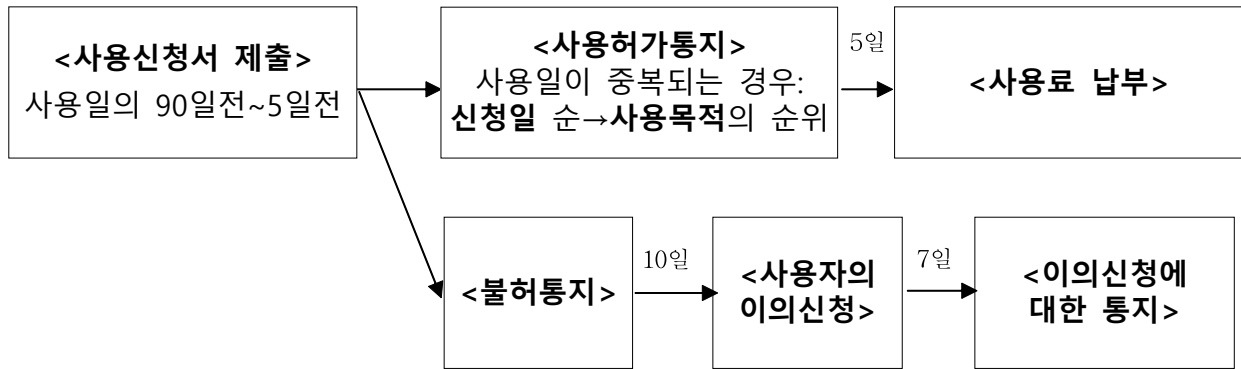 <사용신청서 제출>
사용일의 90일전~5일전
<사용허가통지>
사용일이 중복되는 경우:
신청일 순→사용목적의 순위
5일
<사용료 납부>
<불허통지>
10일
<사용자의
이의신청>
7일
<이의신청에
대한 통지>